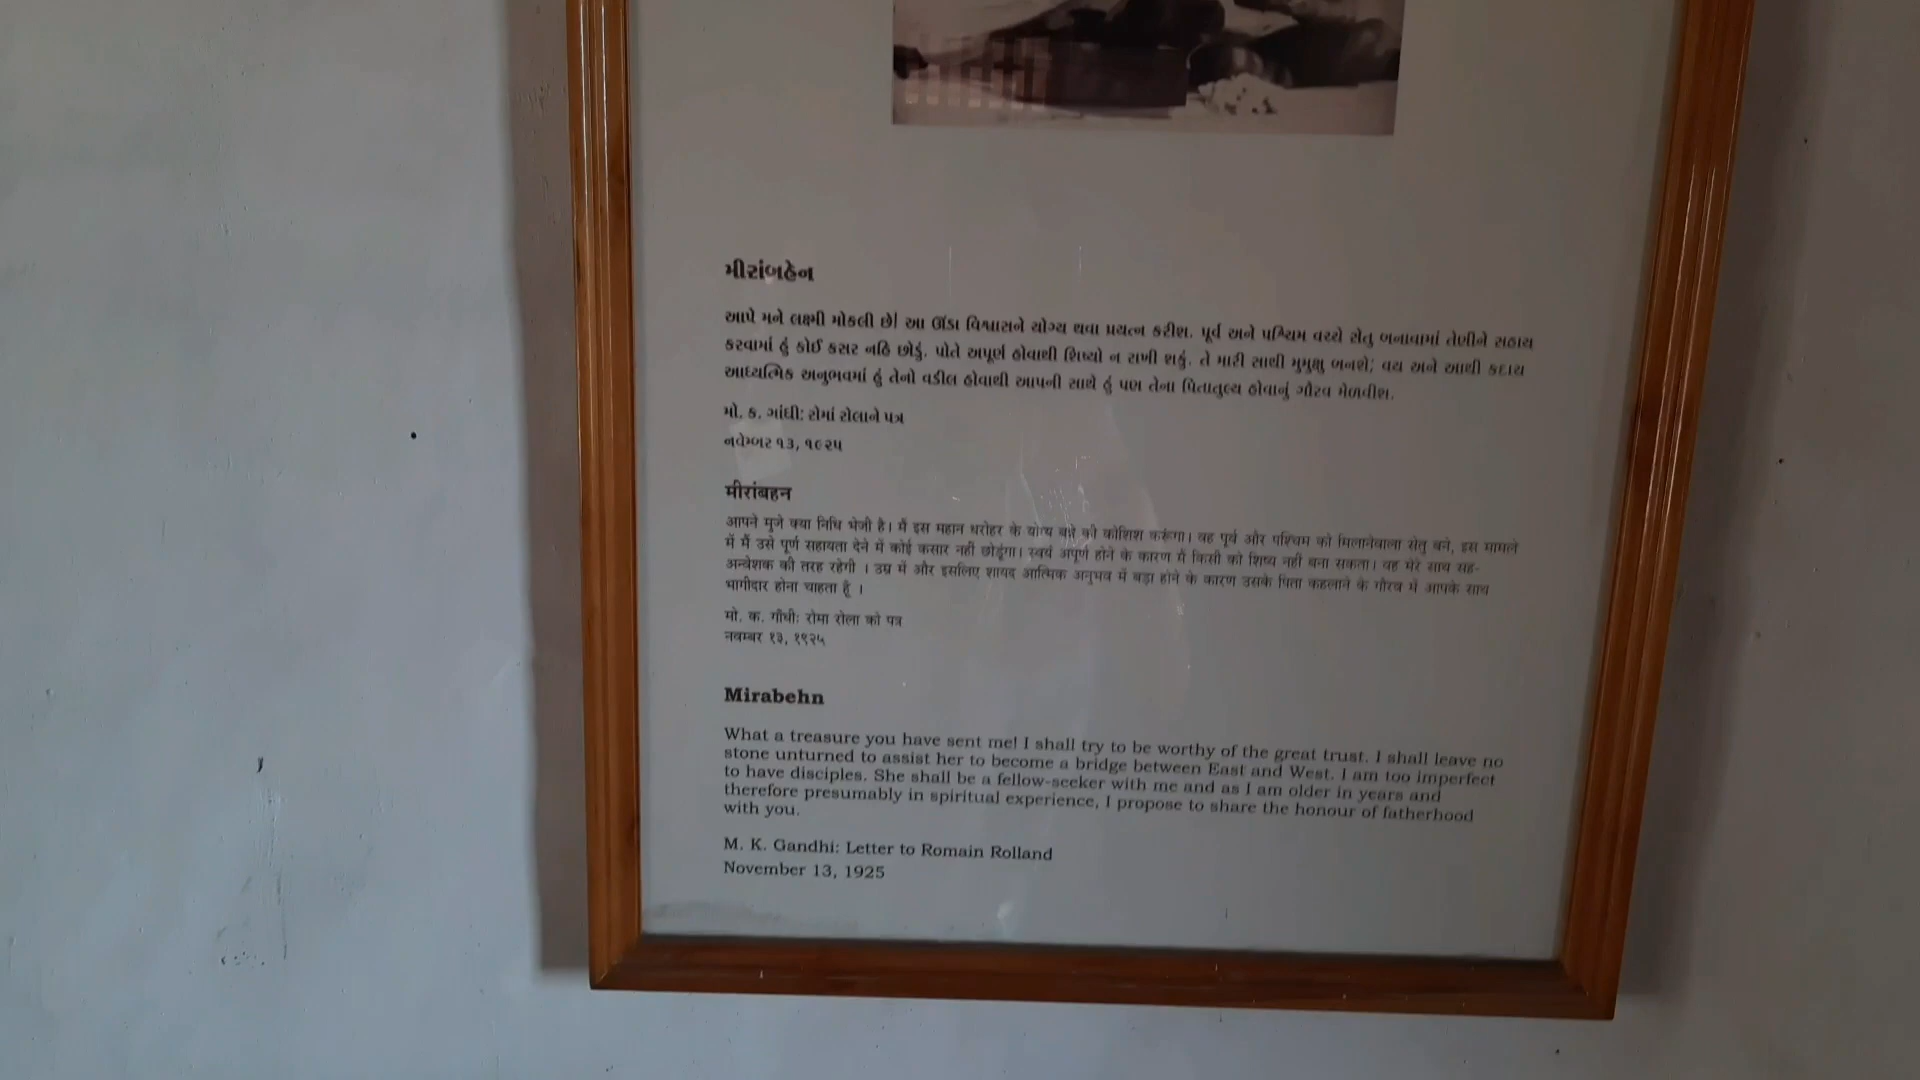 મીરાંબહેન
આપે મને લક્ષ્મી મોકલી છે! આ ઊંડા વિશ્વાસને યોગ્ય થવા પ્રયત્ન કરીશ. પૂર્વ અને પશ્ચિમ વચ્ચે સેતુ બનાવામાં તેણીને સહાય
કરવામાં હું કોઈ કસર નહિ છોડું. પોતે અપૂર્ણ હોવાથી શિષ્યો ન રાખી શકું. તે મારી સાથી મુમુક્ષુ બનશે; વય અને આથી કદાચ
આધ્યત્મિક અનુભવમાં હું તેનો વડીલ હોવાથી આપની સાથે હું પણ તેના પિતાતુલ્ય હોવાનું ગૌરવ મેળવીશ.
મો. ક. ગાંધી: રોમાં રોલાને પત્ર
નવેમ્બર ૧૩, ૧૯૨૫
मीरांबहन
आपने मुजे क्या निधि भेजी है। मैं इस महान धरोहर के योग्य बन्ने की कोशिश करूंगा। वह पूर्व और पश्चिम को मिलानेवाला सेतु बने, इस मामले
में मैं उसे पूर्ण सहायता देने में कोई कसार नहीं छोडूंगा। स्वयं अपूर्ण होने के कारण मैं किसी को शिष्य नहीं बना सकता। वह मेरे साथ सह-
अन्वेशक की तरह रहेगी । उम्र में और इसलिए शायद आत्मिक अनुभव में बड़ा होने के कारण उसके पिता कहलाने के गौरव में आपके साथ
भागीदार होना चाहता हूँ ।
मो. क. गाँधीः रोमा रोला को पत्र
नवम्बर १३, १९२५
Mirabehn
What a treasure you have sent me! I shall try to be worthy of the great trust. I shall leave no
stone unturned to assist her to become a bridge between East and West. I am too imperfect
to have disciples. She shall be a fellow-seeker with me and as I am older in years and
therefore presumably in spiritual experience, I propose to share the honour of fatherhood
with you.
M. K. Gandhi: Letter to Romain Rolland
November 13, 1925